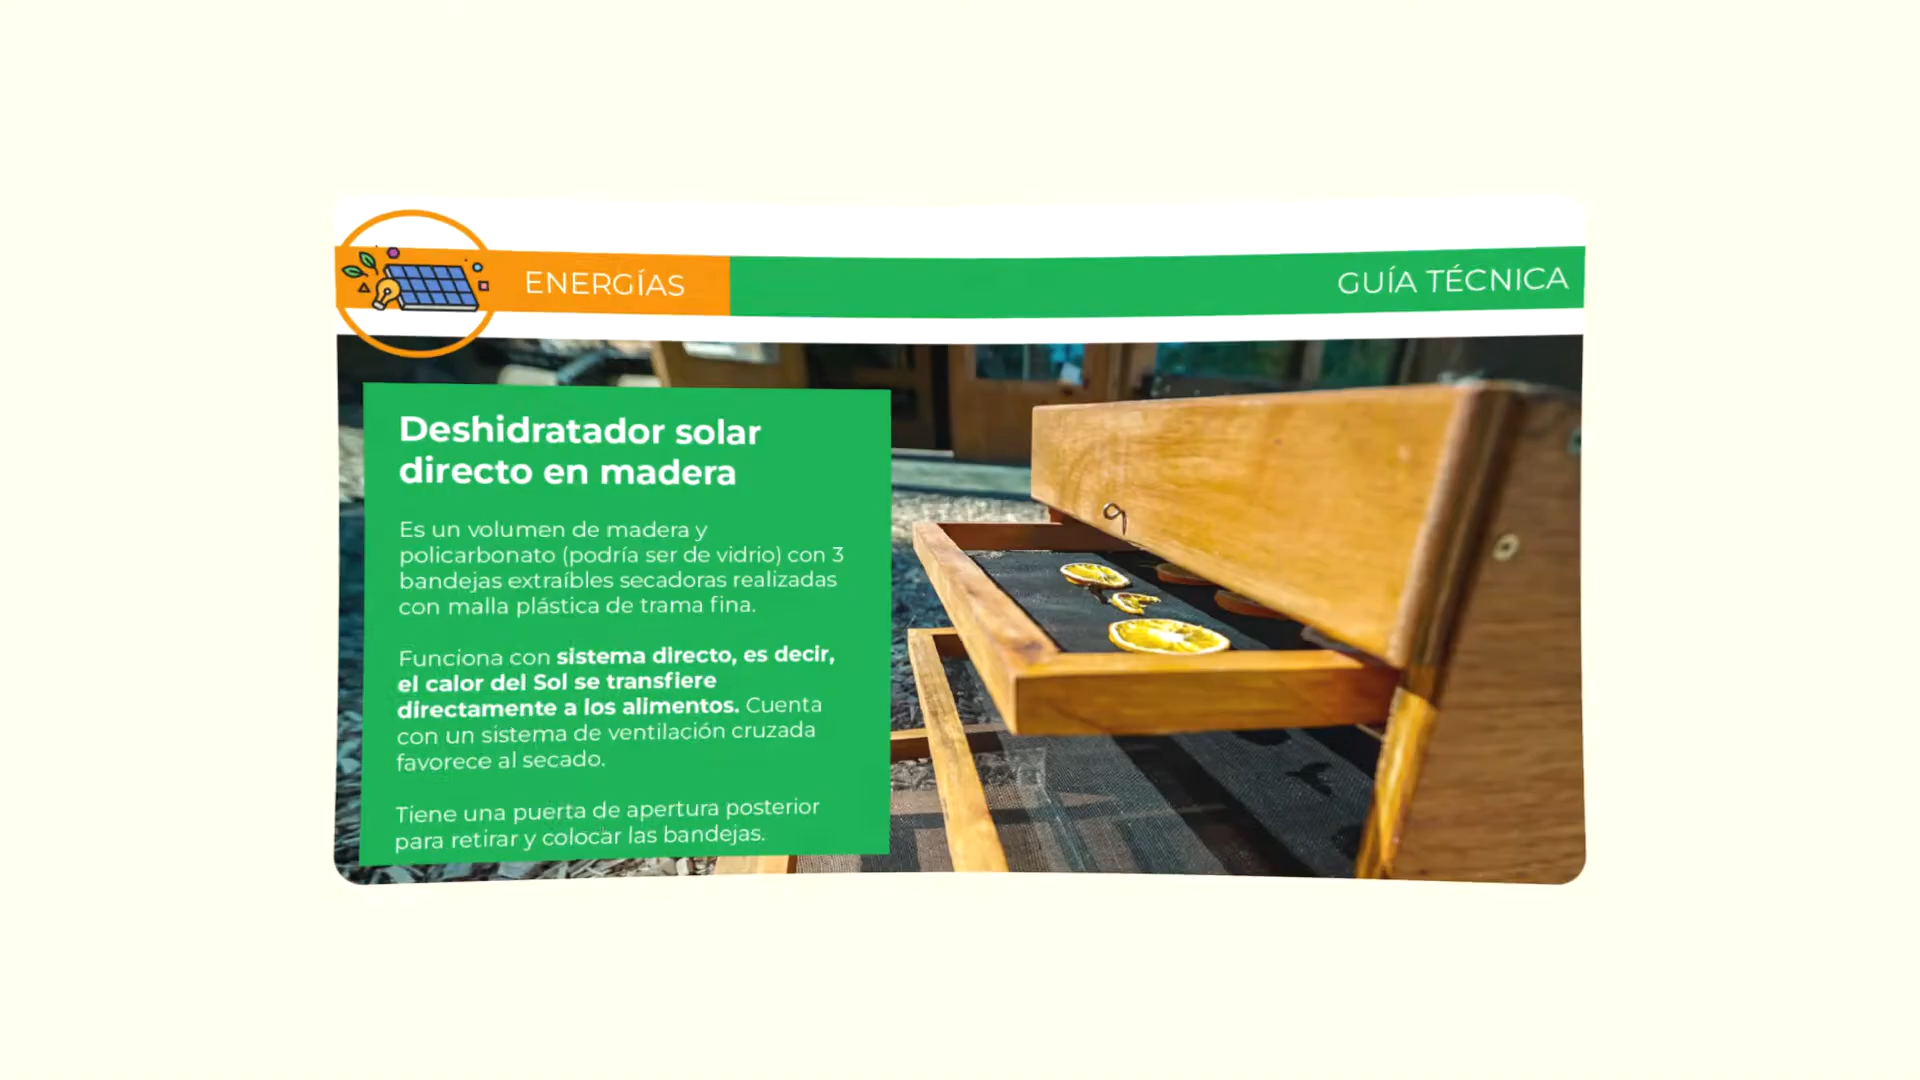 ENERGÍAS
GUÍA TÉCNICA
Deshidratador solar
directo en madera
Es un volumen de madera y
policarbonato (podría ser de vidrio) con 3
bandejas extraíbles secadoras realizadas
con malla plástica de trama fina.
Funciona con sistema directo, es decir,
el calor del Sol se transfiere
directamente a los alimentos. Cuenta
con un sistema de ventilación cruzada
favorece al secado.
Tiene una puerta de apertura posterior
para retirar y colocar las bandejas.